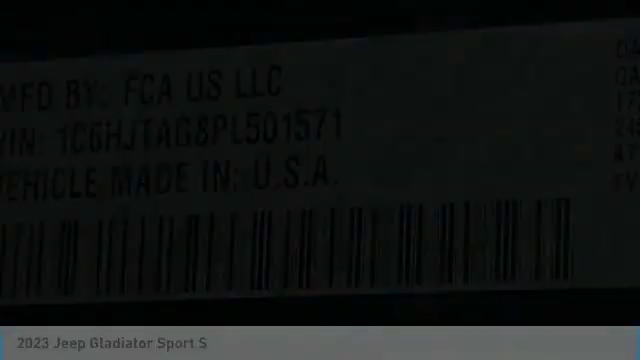 MFD BY: FCA US LLC
VIN: 1C6HJTAG8PL501571
VEHICLE MADE IN: U.S.A.
2023 Jeep Gladiator Sport S